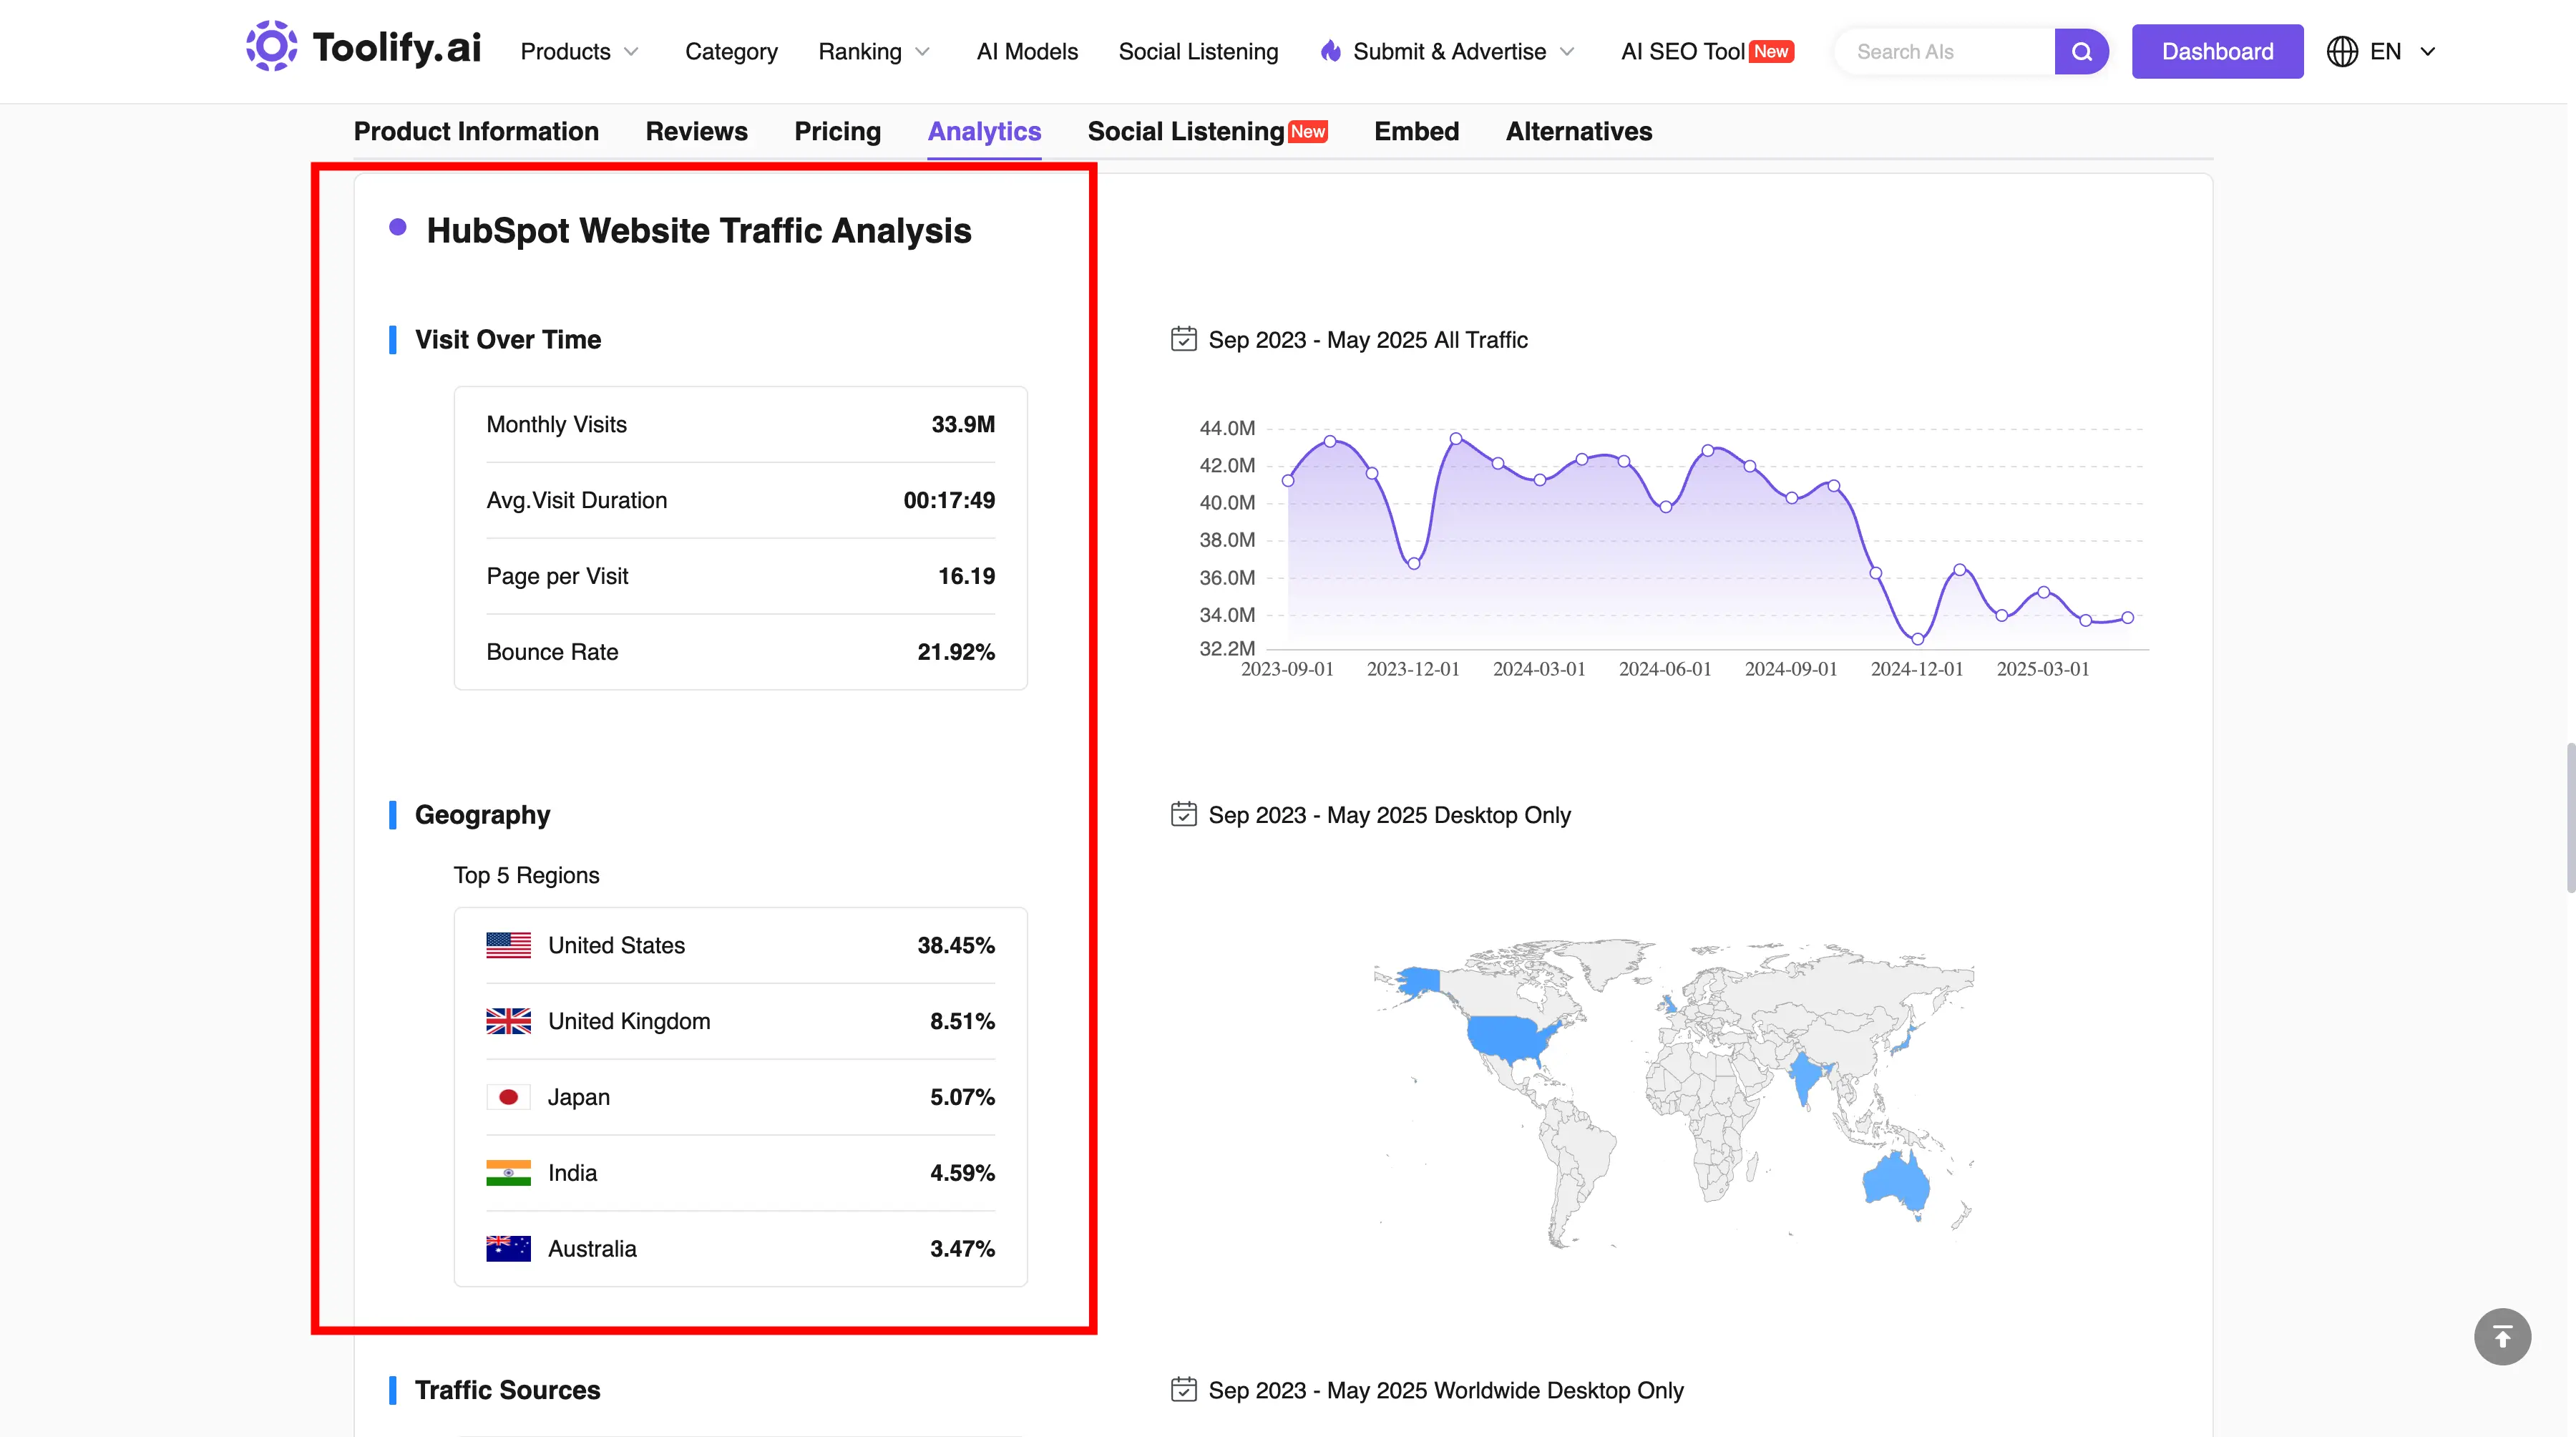 Toolify.ai Products Category Ranking AI Models Social Listening Submit & Advertise AI SEO Tool New Search AIs Dashboard EN
Product Information Reviews Pricing Analytics Social Listening New Embed Alternatives
HubSpot Website Traffic Analysis
Visit Over Time
Monthly Visits 33.9M
Avg.Visit Duration 00:17:49
Page per Visit 16.19
Bounce Rate 21.92%
Sep 2023 - May 2025 All Traffic
44.0M
42.0M
40.0M
38.0M
36.0M
34.0M
32.2M
2023-09-01 2023-12-01 2024-03-01 2024-06-01 2024-09-01 2024-12-01 2025-03-01
Geography
Top 5 Regions
United States 38.45%
United Kingdom 8.51%
Japan 5.07%
India 4.59%
Australia 3.47%
Sep 2023 - May 2025 Desktop Only
Traffic Sources
Sep 2023 - May 2025 Worldwide Desktop Only